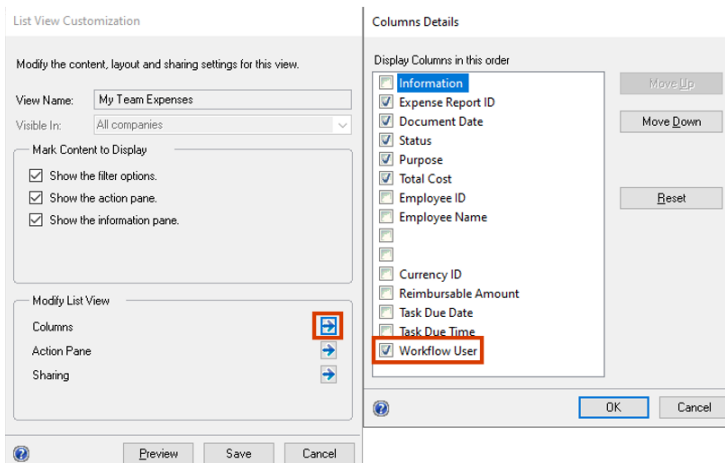 List View Customization
Modify the content, layout and sharing settings for this view.
View Name: My Team Expenses
Visible In: All companies
Mark Content to Display
Show the filter options.
Show the action pane.
Show the information pane.
Modify List View
Columns
Action Pane
Sharing
Preview Save Cancel
Columns Details
Display Columns in this order
Information
Expense Report ID
Document Date
Status
Purpose
Total Cost
Employee ID
Employee Name
Currency ID
Reimbursable Amount
Task Due Date
Task Due Time
Workflow User
Move Up
Move Down
Reset
OK Cancel